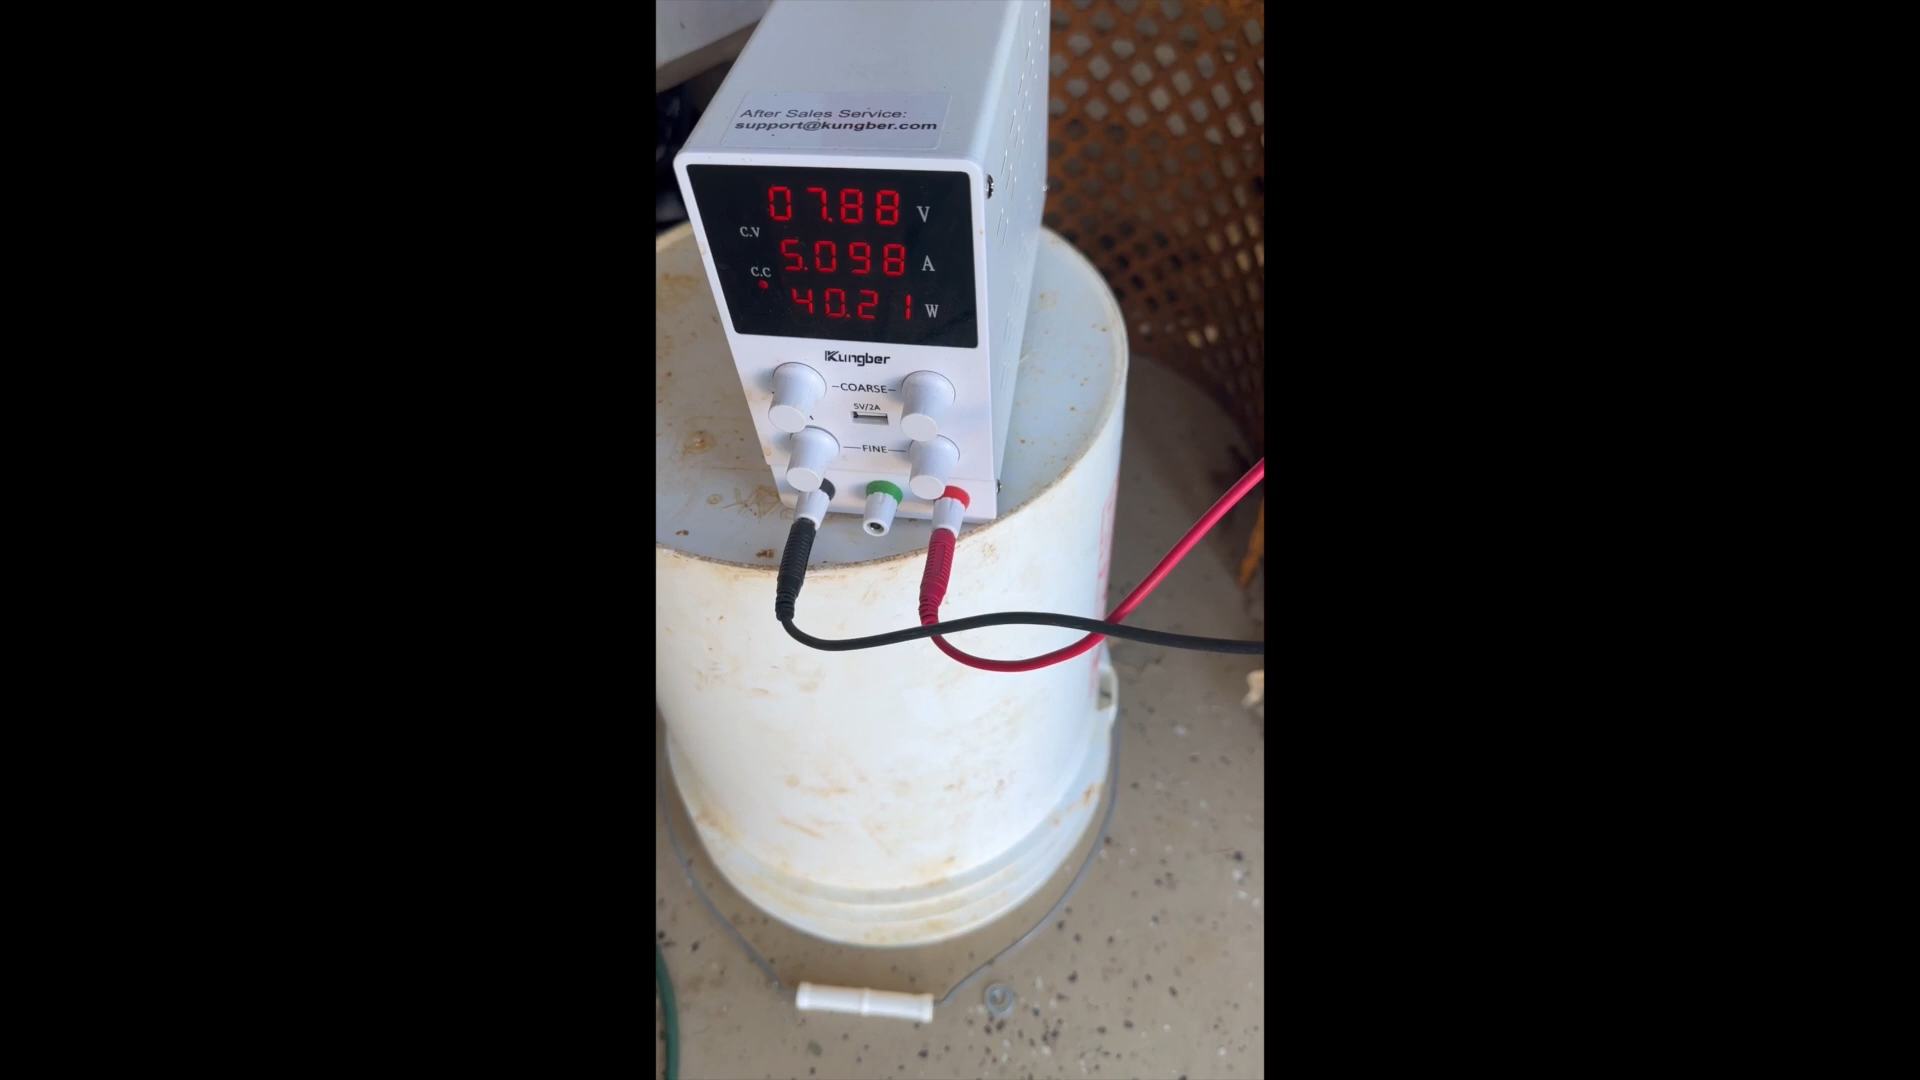 After Sales Service:
support@kungber.com
07.88 V
C.V
5.098 A
C.C
40.21 W
Kungber
COARSE
5V/2A
FINE